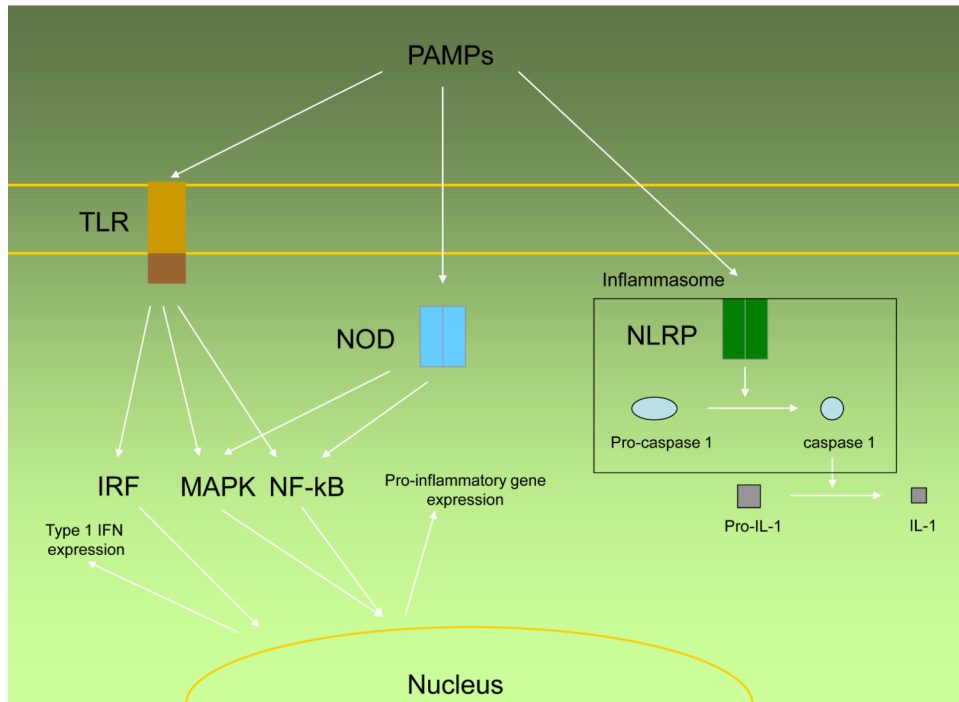 PAMPs
TLR
Inflammasome
NOD
NLRP
Pro-caspase 1
caspase 1
IRF
MAPK
NF-kB
Pro-inflammatory gene
expression
Pro-IL-1
IL-1
Type 1 IFN
expression
Nucleus